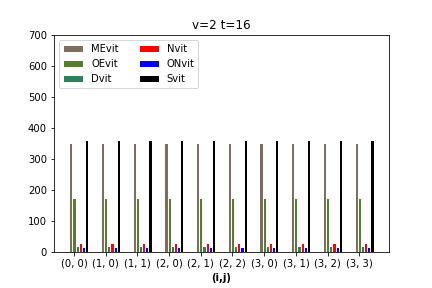 v=2 t=16
700
600
500
400
300
200
100
0
MEvit
OEvit
Dvit
Nvit
ONvit
Svit
(0, 0) (1, 0) (1, 1) (2, 0) (2, 1) (2, 2) (3, 0) (3, 1) (3, 2) (3, 3)
(i,j)